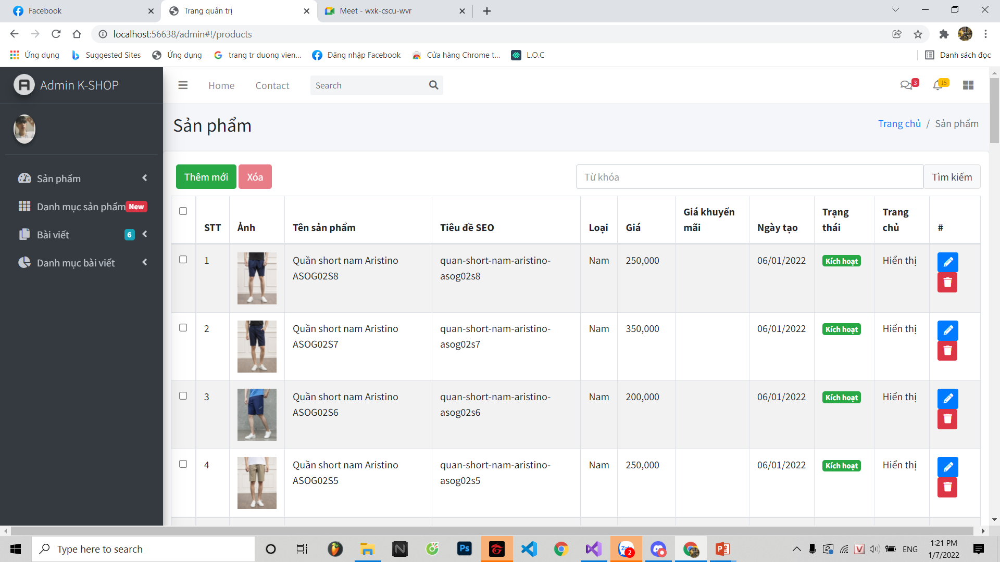 Facebook
Trang quản trị
Meet - wxk-cscu-wvr
localhost:56638/admin#!/products
Ứng dụng
Suggested Sites
Ứng dụng
trang tr duong vien...
Đăng nhập Facebook
Cửa hàng Chrome t...
L.O.C
Danh sách đọc
Admin K-SHOP
Home
Contact
Search
3
15
Sản phẩm
Trang chủ / Sản phẩm
Sản phẩm
Danh mục sản phẩm New
Bài viết 6
Danh mục bài viết
Thêm mới
Xóa
Từ khóa
Tìm kiếm
STT
Ảnh
Tên sản phẩm
Tiêu đề SEO
Loại
Giá
Giá khuyến
mãi
Ngày tạo
Trạng
thái
Trang
chủ
#
1
Quần short nam Aristino
ASOG02S8
quan-short-nam-aristino-
asog02s8
Nam
250,000
06/01/2022
Kích hoạt
Hiển thị
2
Quần short nam Aristino
ASOG02S7
quan-short-nam-aristino-
asog02s7
Nam
350,000
06/01/2022
Kích hoạt
Hiển thị
3
Quần short nam Aristino
ASOG02S6
quan-short-nam-aristino-
asog02s6
Nam
200,000
06/01/2022
Kích hoạt
Hiển thị
4
Quần short nam Aristino
ASOG02S5
quan-short-nam-aristino-
asog02s5
Nam
250,000
06/01/2022
Kích hoạt
Hiển thị
Type here to search
Ps
2
ENG
1:21 PM
1/7/2022